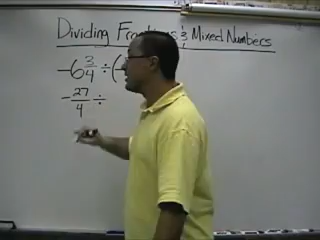 Dividing Fractions & Mixed Numbers
-6 3/4 ÷ (-
-27/4 ÷